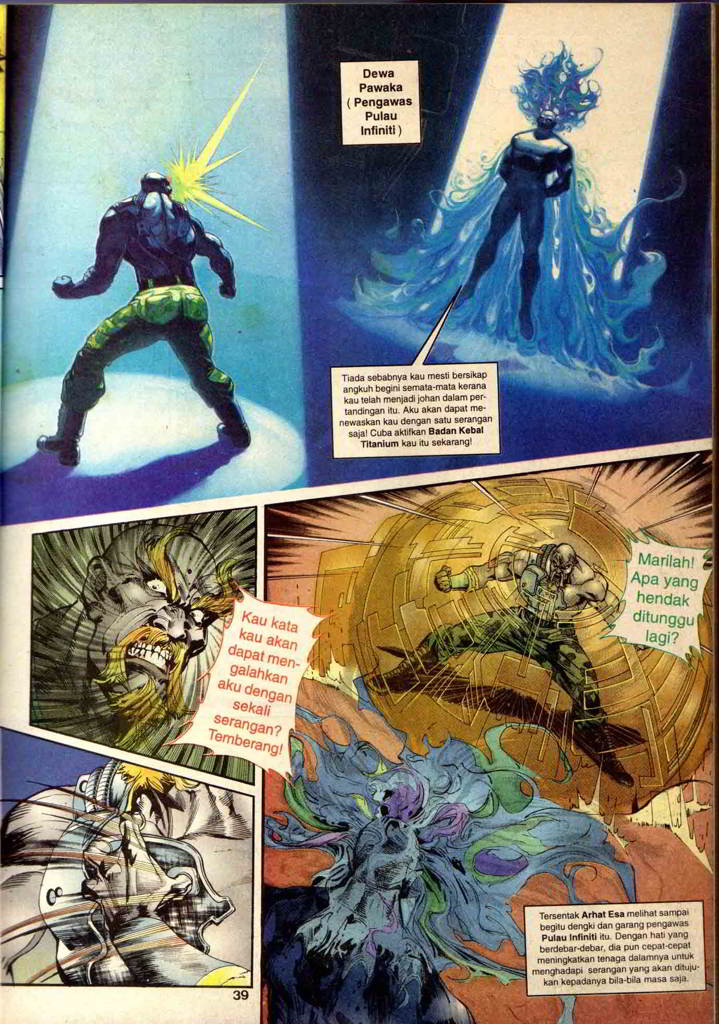 Dewa
Pawaka
( Pengawas
Pulau
Infiniti )
Tiada sebabnya kau mesti bersikap
angkuh begini semata-mata kerana
kau telah menjadi johan dalam per-
tandingan itu. Aku akan dapat me-
newaskan kau dengan satu serangan
saja! Cuba aktifkan Badan Kebal
Titanium kau itu sekarang!
Kau kata
kau akan
dapat men-
galahkan
aku dengan
sekali
serangan?
Temberang!
Marilah!
Apa yang
hendak
ditunggu
lagi?
Tersentak Arhat Esa melihat sampai
begitu dengki dan garang pengawas
Pulau Infiniti itu. Dengan hati yang
berdebar-debar, dia pun cepat-cepat
meningkatkan tenaga dalamnya untuk
menghadapi serangan yang akan dituju-
kan kepadanya bila-bila masa saja.
39